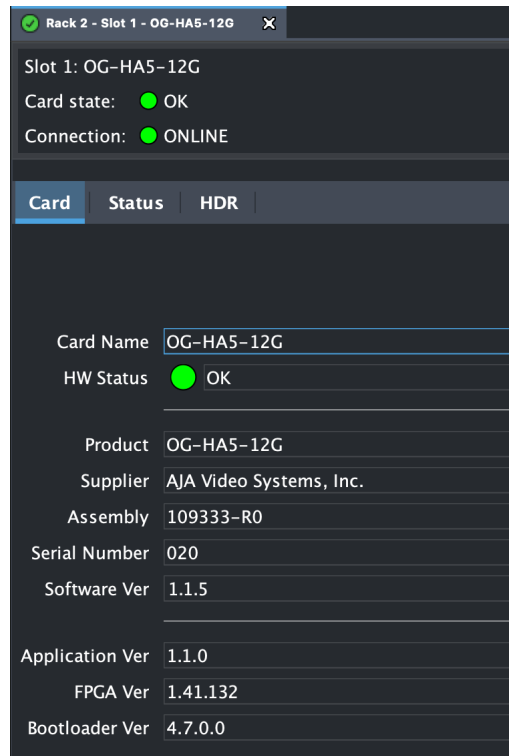 Rack 2 - Slot 1 - OG-HA5-12G X
Slot 1: OG-HA5-12G
Card state: OK
Connection: ONLINE
Card Status HDR
Card Name OG-HA5-12G
HW Status OK
Product OG-HA5-12G
Supplier AJA Video Systems, Inc.
Assembly 109333-R0
Serial Number 020
Software Ver 1.1.5
Application Ver 1.1.0
FPGA Ver 1.41.132
Bootloader Ver 4.7.0.0